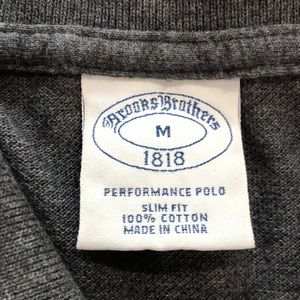 Brooks Brothers
M
1818
PERFORMANCE POLO
SLIM FIT
100% COTTON
MADE IN CHINA